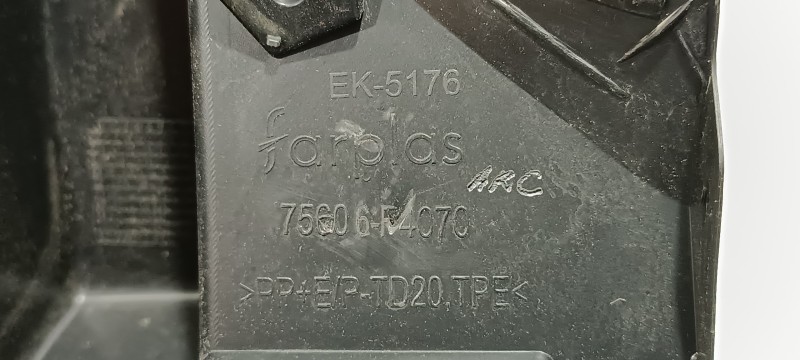 EK-5176
farplas
ARC
75606-F4070
>PP+E/P-TD20.TPE<